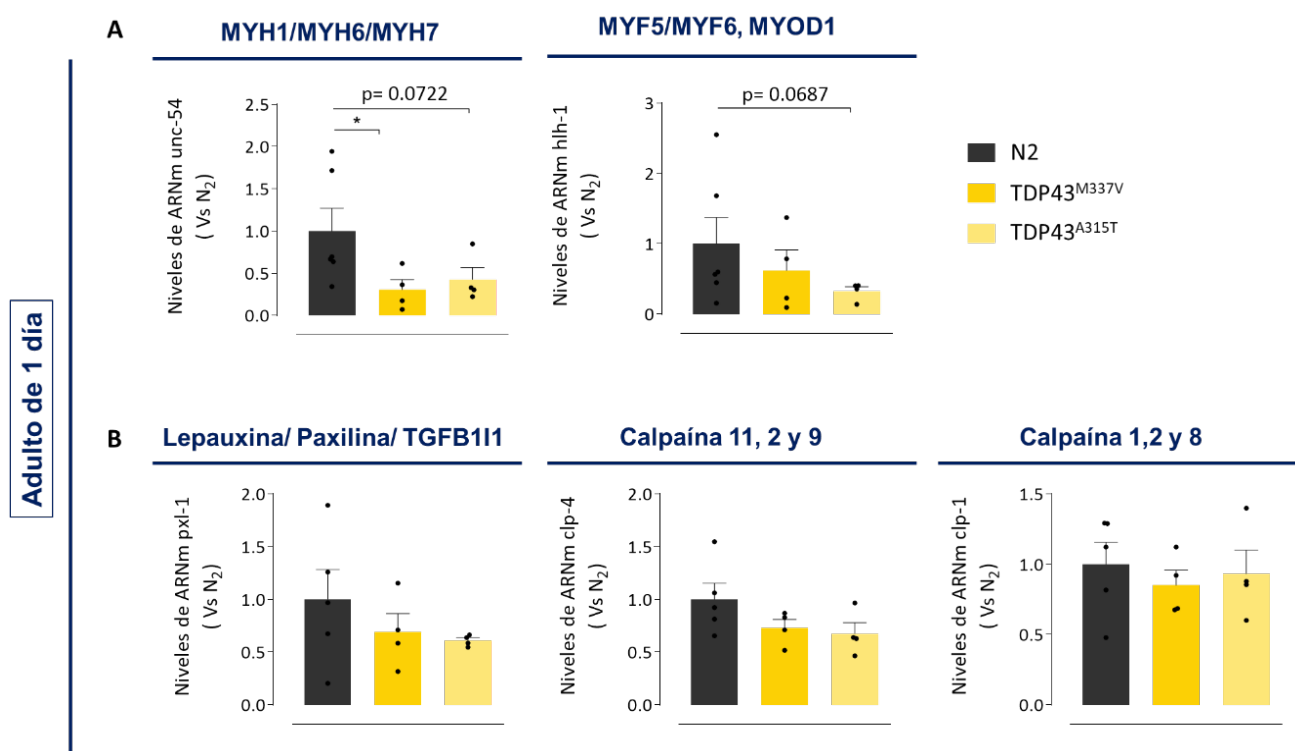 A
MYH1/MYH6/MYH7
MYF5/MYF6, MYOD1
Niveles de ARNm unc-54
( Vs N2)
2.5
2.0
1.5
1.0
0.5
0.0
p= 0.0722
*
Niveles de ARNm hlh-1
( Vs N2)
3
2
1
0
p= 0.0687
N2
TDP43M337V
TDP43A315T
Adulto de 1 día
B
Lepauxina/ Paxilina/ TGFB1I1
Calpaína 11, 2 y 9
Calpaína 1,2 y 8
Niveles de ARNm pxl-1
( Vs N2)
2.0
1.5
1.0
0.5
0.0
Niveles de ARNm clp-4
( Vs N2)
2.0
1.5
1.0
0.5
0.0
Niveles de ARNm clp-1
( Vs N2)
1.5
1.0
0.5
0.0